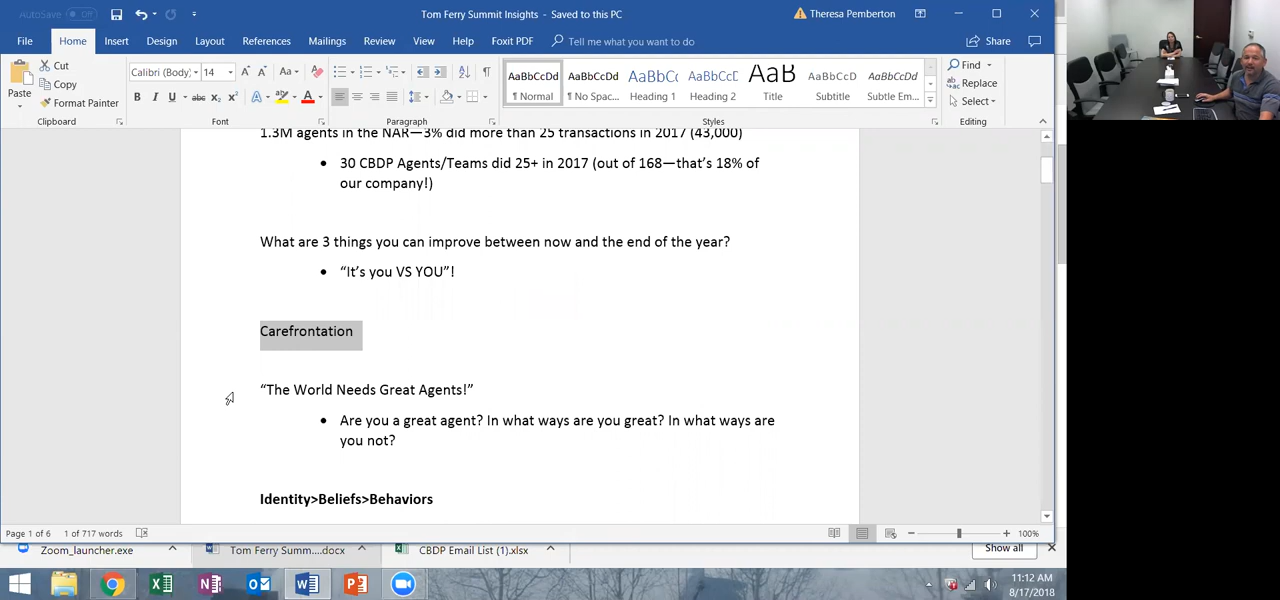 AutoSave Off
Tom Ferry Summit Insights - Saved to this PC
Theresa Pemberton
File Home Insert Design Layout References Mailings Review View Help Foxit PDF Tell me what you want to do Share
Paste
Cut
Copy
Format Painter
Clipboard
Calibri (Body) 14
Aa
B I U abc X₂ X²
A
Font
Paragraph
AaBbCcDd AaBbCcDd AaBbCc AaBbCcD AaB AaBbCcD AaBbCcDd
¶ Normal ¶ No Spac... Heading 1 Heading 2 Title Subtitle Subtle Em...
Styles
Find
Replace
Select
Editing
1.3M agents in the NAR—3% did more than 25 transactions in 2017 (43,000)
• 30 CBDP Agents/Teams did 25+ in 2017 (out of 168—that’s 18% of
our company!)
What are 3 things you can improve between now and the end of the year?
• “It’s you VS YOU”!
Carefrontation
“The World Needs Great Agents!”
• Are you a great agent? In what ways are you great? In what ways are
you not?
Identity>Beliefs>Behaviors
Page 1 of 6 1 of 717 words
100%
Zoom_launcher.exe Tom Ferry Summ....docx CBDP Email List (1).xlsx Show all
11:12 AM
8/17/2018